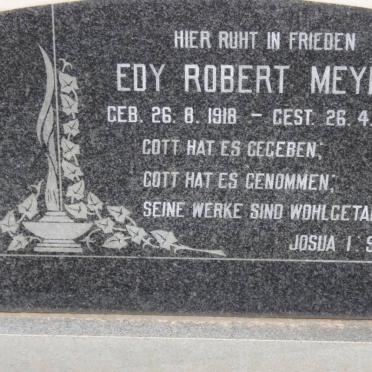 HIER RUHT IN FRIEDEN
EDY ROBERT MEY
GEB. 26. 8. 1918 – GEST. 26. 4.
GOTT HAT ES GEGEBEN;
GOTT HAT ES GENOMMEN;
SEINE WERKE SIND WOHLGETA
JOSUA 1